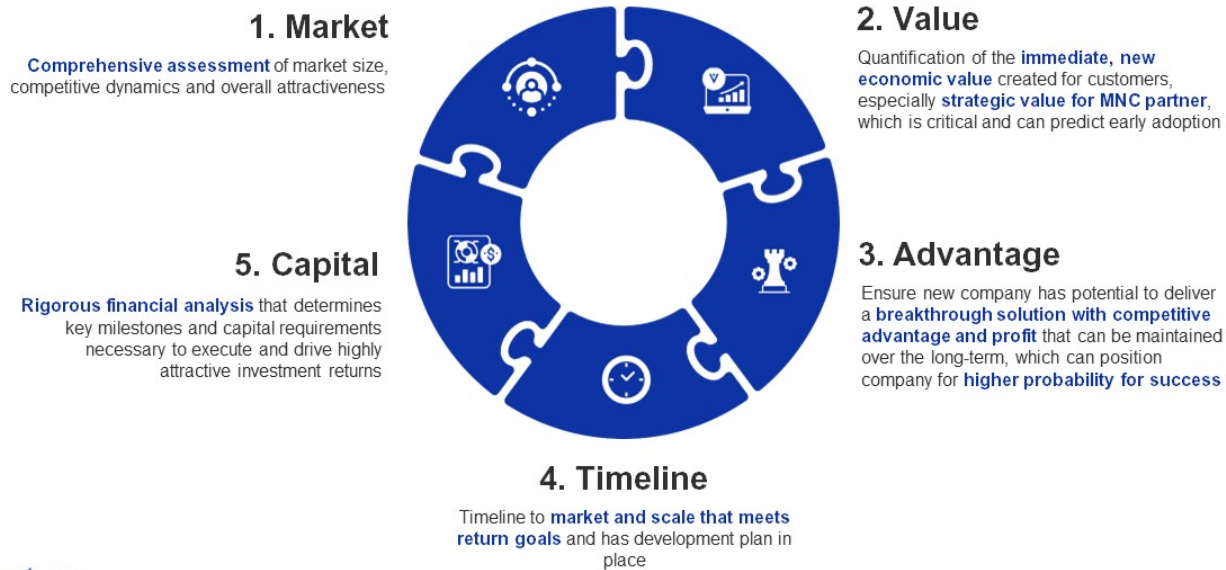 1. Market
Comprehensive assessment of market size,
competitive dynamics and overall attractiveness
2. Value
Quantification of the immediate, new
economic value created for customers,
especially strategic value for MNC partner,
which is critical and can predict early adoption
3. Advantage
Ensure new company has potential to deliver
a breakthrough solution with competitive
advantage and profit that can be maintained
over the long-term, which can position
company for higher probability for success
4. Timeline
Timeline to market and scale that meets
return goals and has development plan in
place
5. Capital
Rigorous financial analysis that determines
key milestones and capital requirements
necessary to execute and drive highly
attractive investment returns